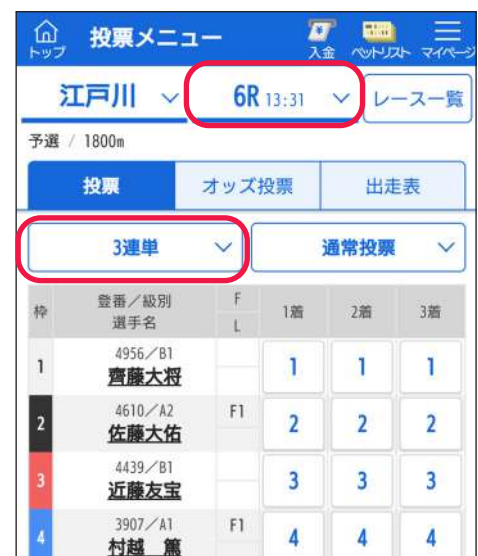 トップ 投票メニュー 入金 ベットリスト マイページ
江戸川 6R 13:31 レース一覧
予選 / 1800m
投票 オッズ投票 出走表
3連単 通常投票
枠 登番/級別 選手名 F L 1着 2着 3着
1 4956/B1 1 1 1
齊藤大将
2 4610/A2 F1 2 2 2
佐藤大佑
3 4439/B1 3 3 3
近藤友宝
4 3907/A1 F1 4 4 4
村越 篤